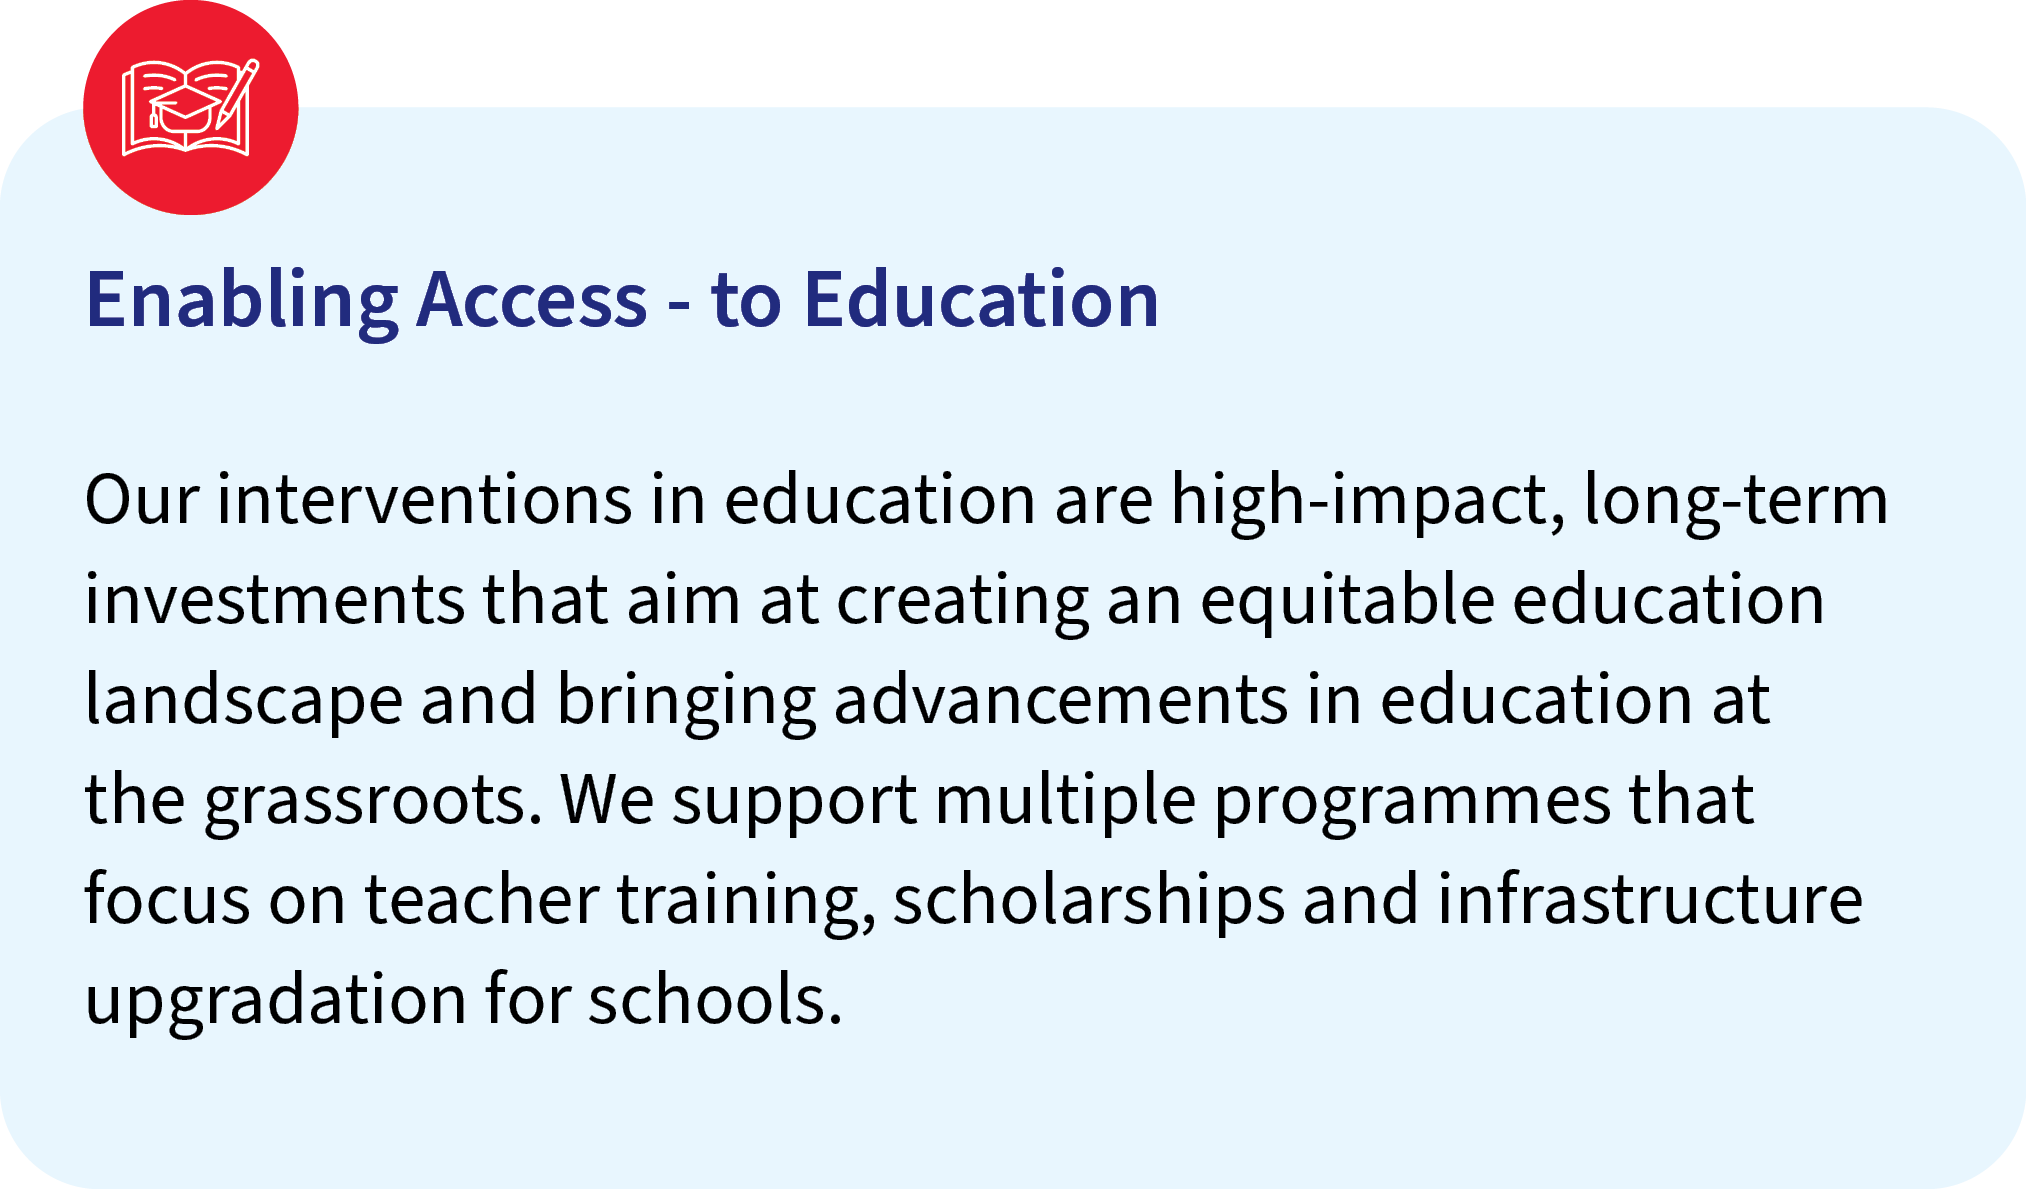 Enabling Access - to Education
Our interventions in education are high-impact, long-term
investments that aim at creating an equitable education
landscape and bringing advancements in education at
the grassroots. We support multiple programmes that
focus on teacher training, scholarships and infrastructure
upgradation for schools.